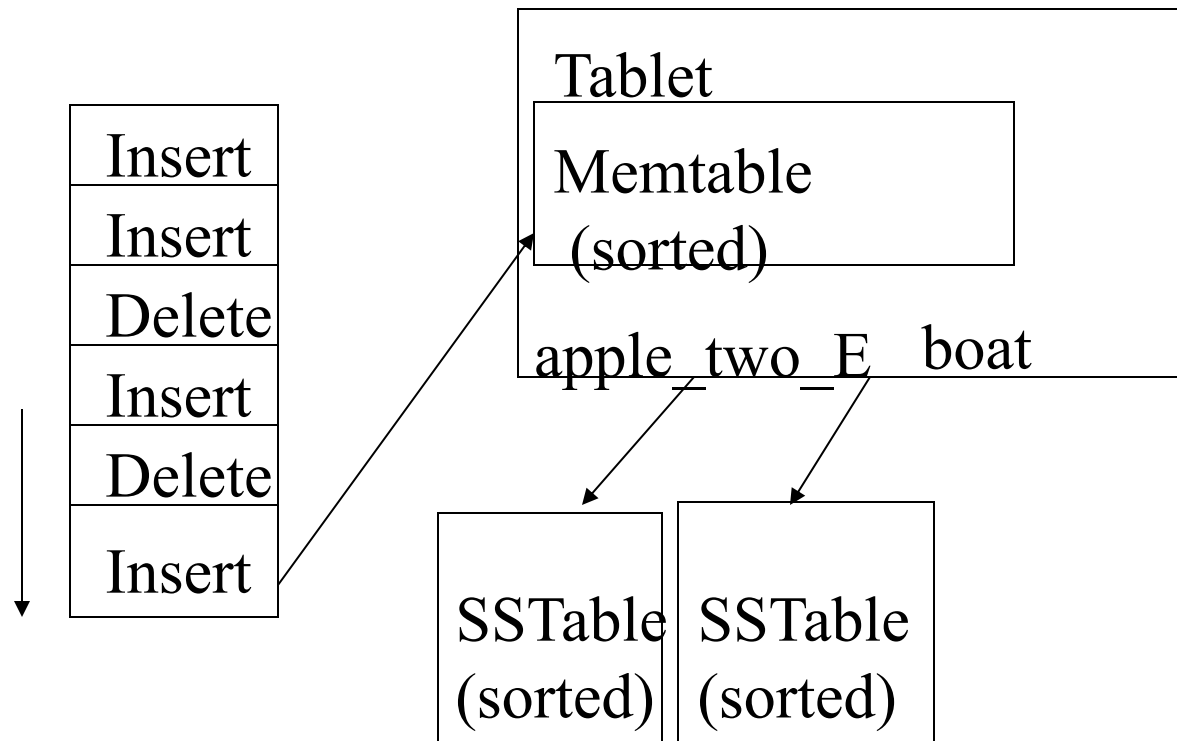 Insert
Insert
Delete
Insert
Delete
Insert
Tablet
Memtable
(sorted)
apple_two_E boat
SSTable
(sorted)
SSTable
(sorted)